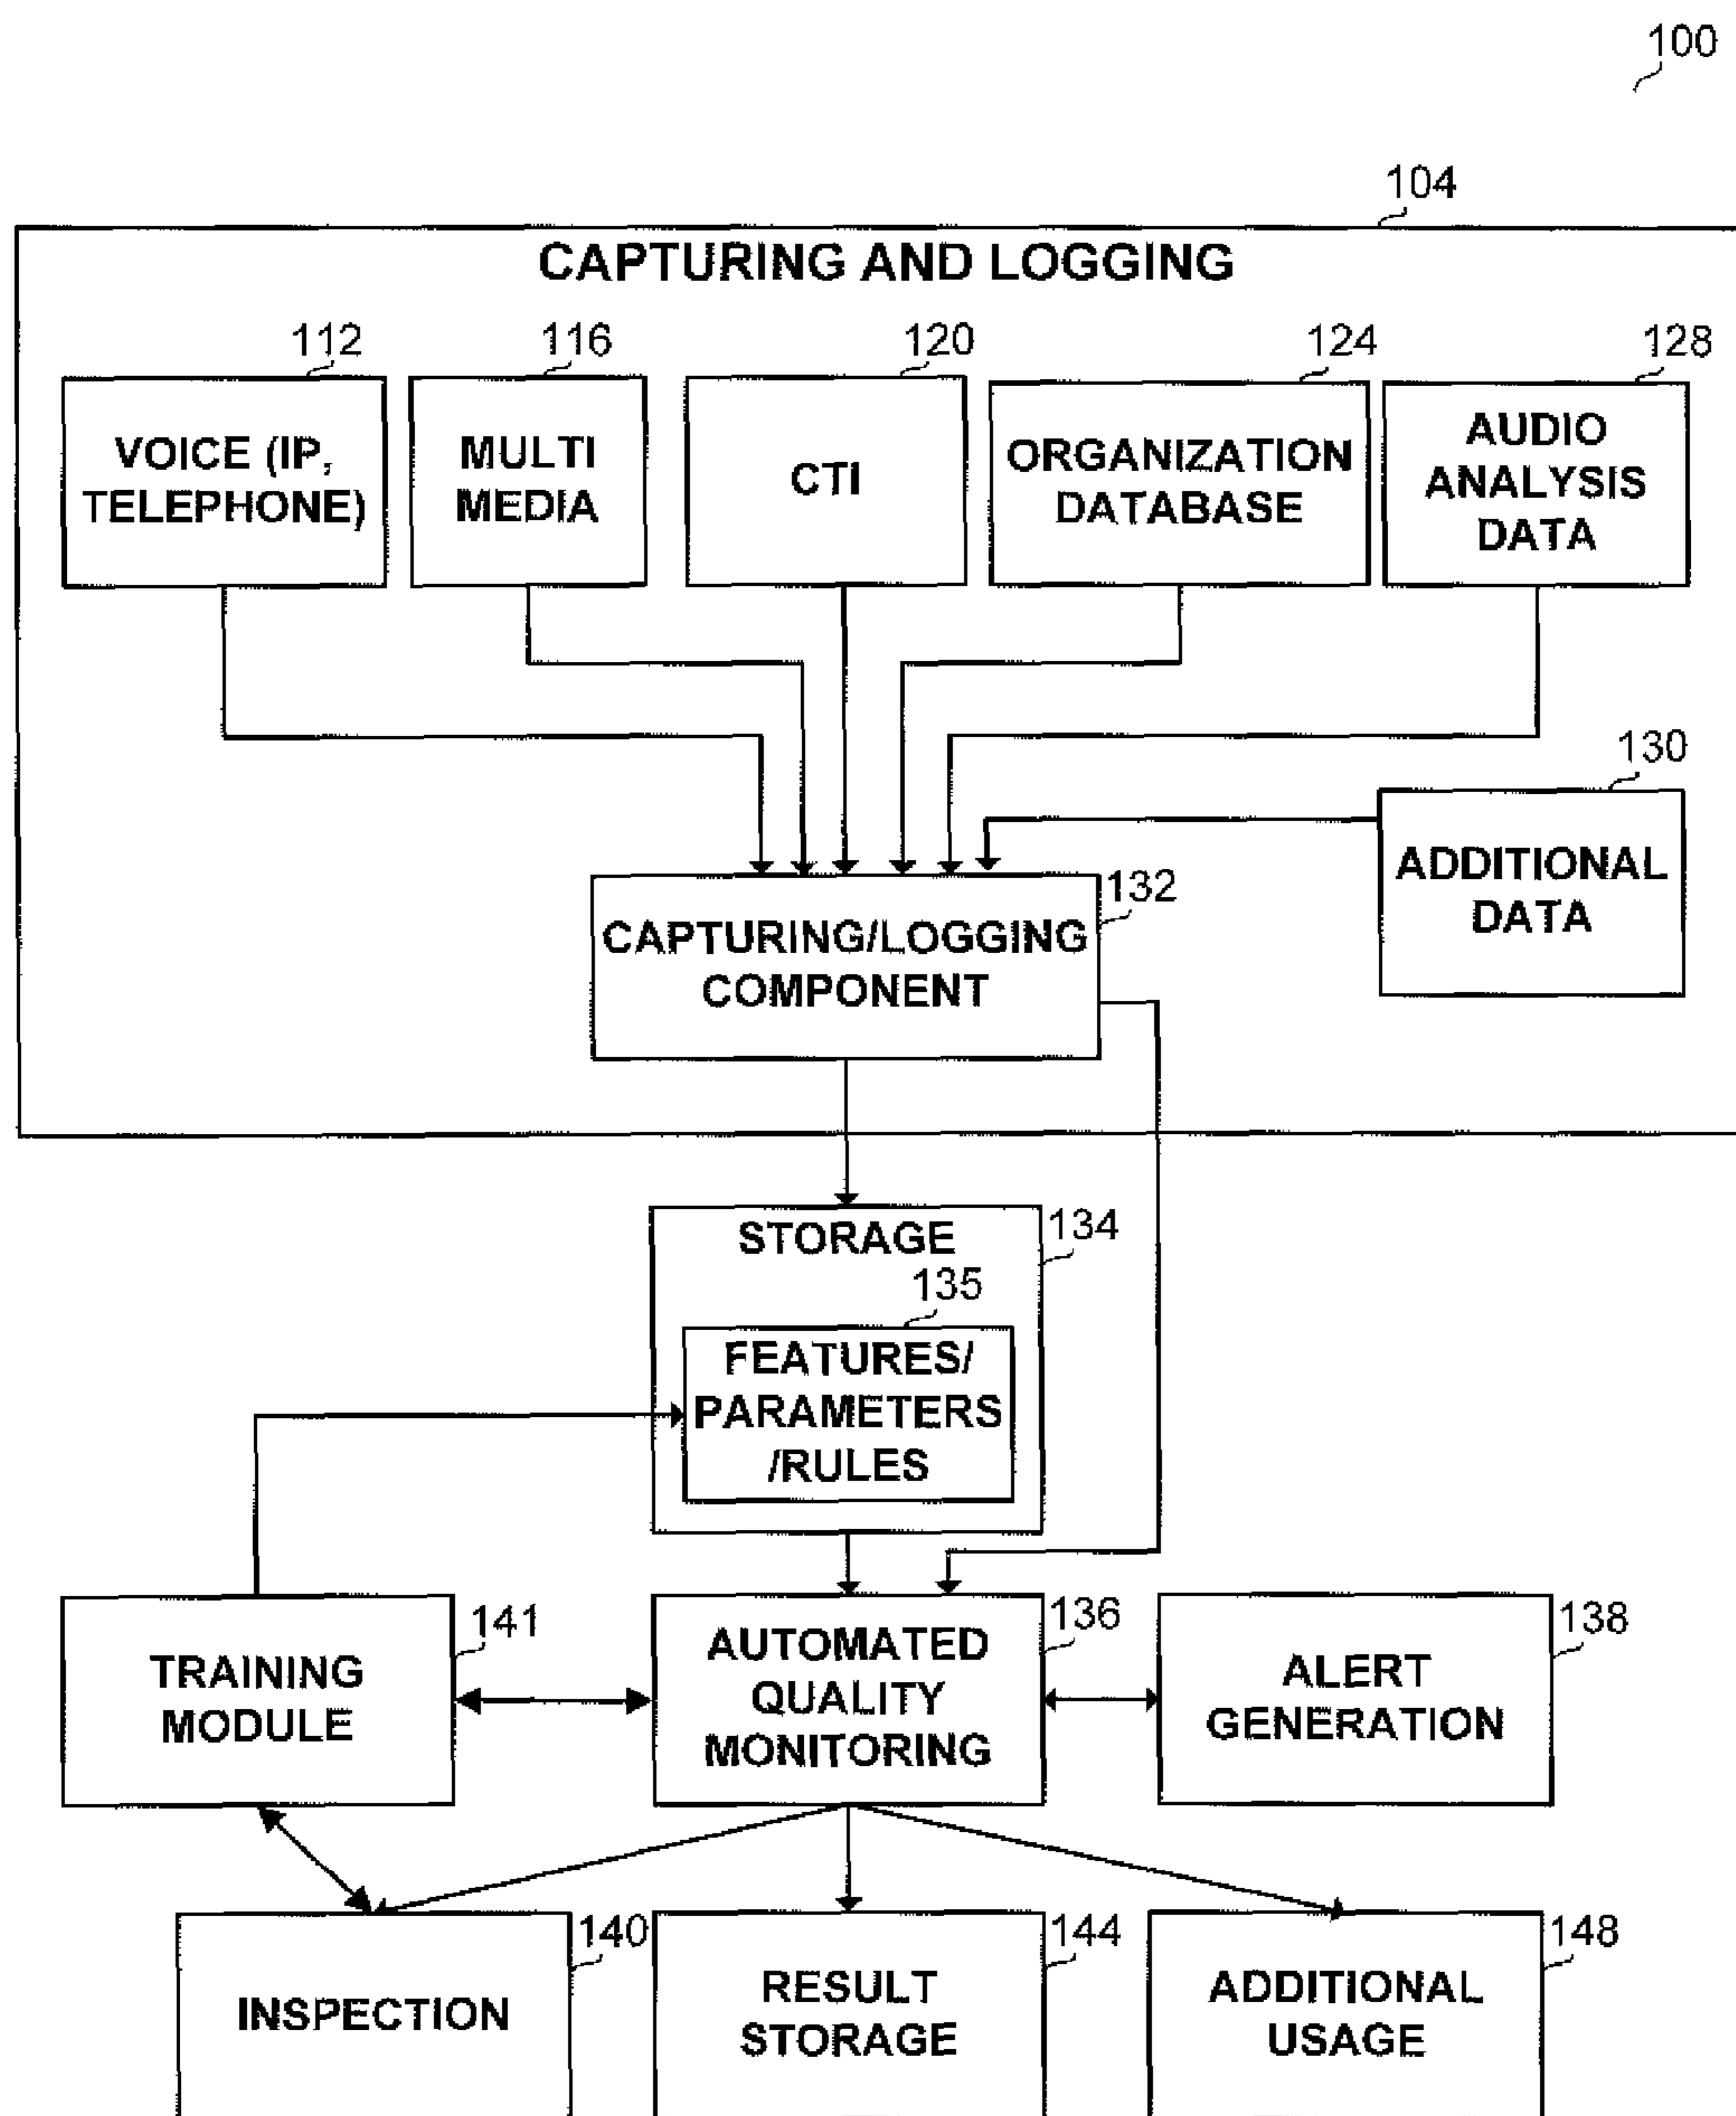 100
104
CAPTURING AND LOGGING
112
116
120
124
128
VOICE (IP,
TELEPHONE)
MULTI
MEDIA
CTI
ORGANIZATION
DATABASE
AUDIO
ANALYSIS
DATA
130
ADDITIONAL
DATA
132
CAPTURING/LOGGING
COMPONENT
134
STORAGE
135
FEATURES/
PARAMETERS
/RULES
141
TRAINING
MODULE
136
AUTOMATED
QUALITY
MONITORING
138
ALERT
GENERATION
140
INSPECTION
144
RESULT
STORAGE
148
ADDITIONAL
USAGE